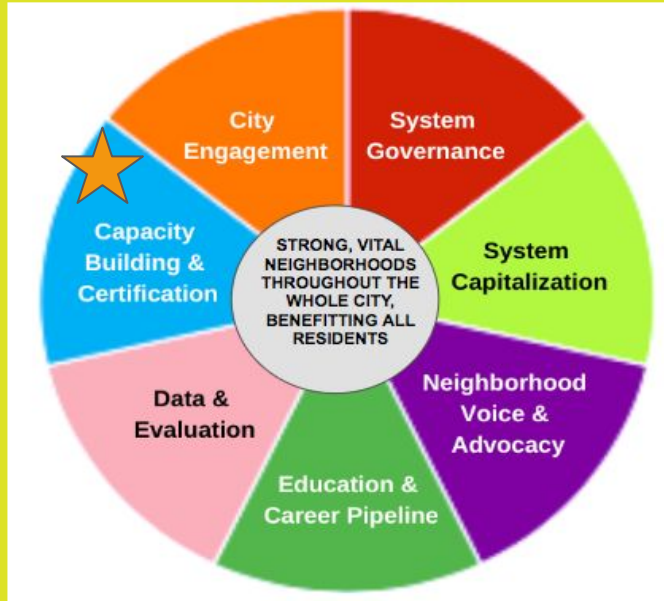 City
Engagement
System
Governance
Capacity
Building &
Certification
STRONG, VITAL
NEIGHBORHOODS
THROUGHOUT THE
WHOLE CITY,
BENEFITTING ALL
RESIDENTS
System
Capitalization
Data &
Evaluation
Neighborhood
Voice &
Advocacy
Education &
Career Pipeline